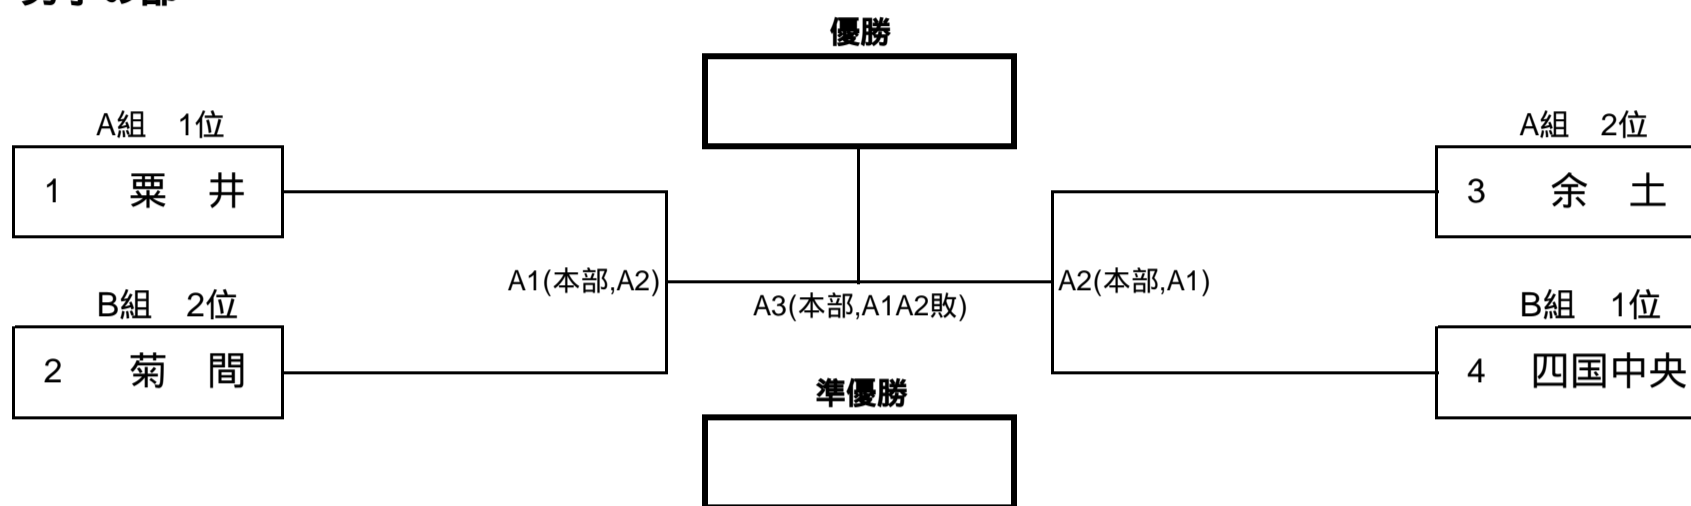 優勝
A組　1位
1　粟　井
A組　2位
3　余　土
A1(本部,A2)
A3(本部,A1A2敗)
A2(本部,A1)
B組　2位
2　菊　間
B組　1位
4　四国中央
準優勝